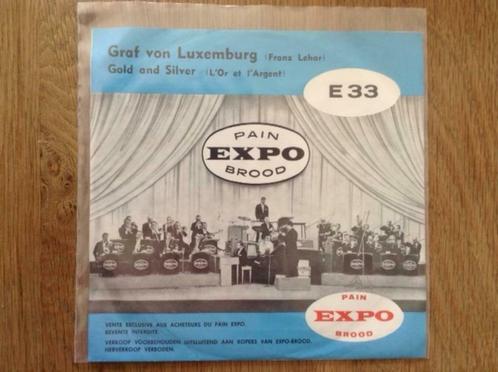 Graf von Luxemburg (Franz Lehar)
Gold and Silver (L'Or et l'Argent)
E 33
PAIN
EXPO
BROOD
PAIN
EXPO
BROOD
VENTE EXCLUSIVE AUX ACHETEURS DU PAIN EXPO.
REVENTE INTERDITE.
VERKOOP VOORBEHOUDEN UITSLUITEND AAN KOPERS VAN EXPO-BROOD.
HERVERKOOP VERBODEN.